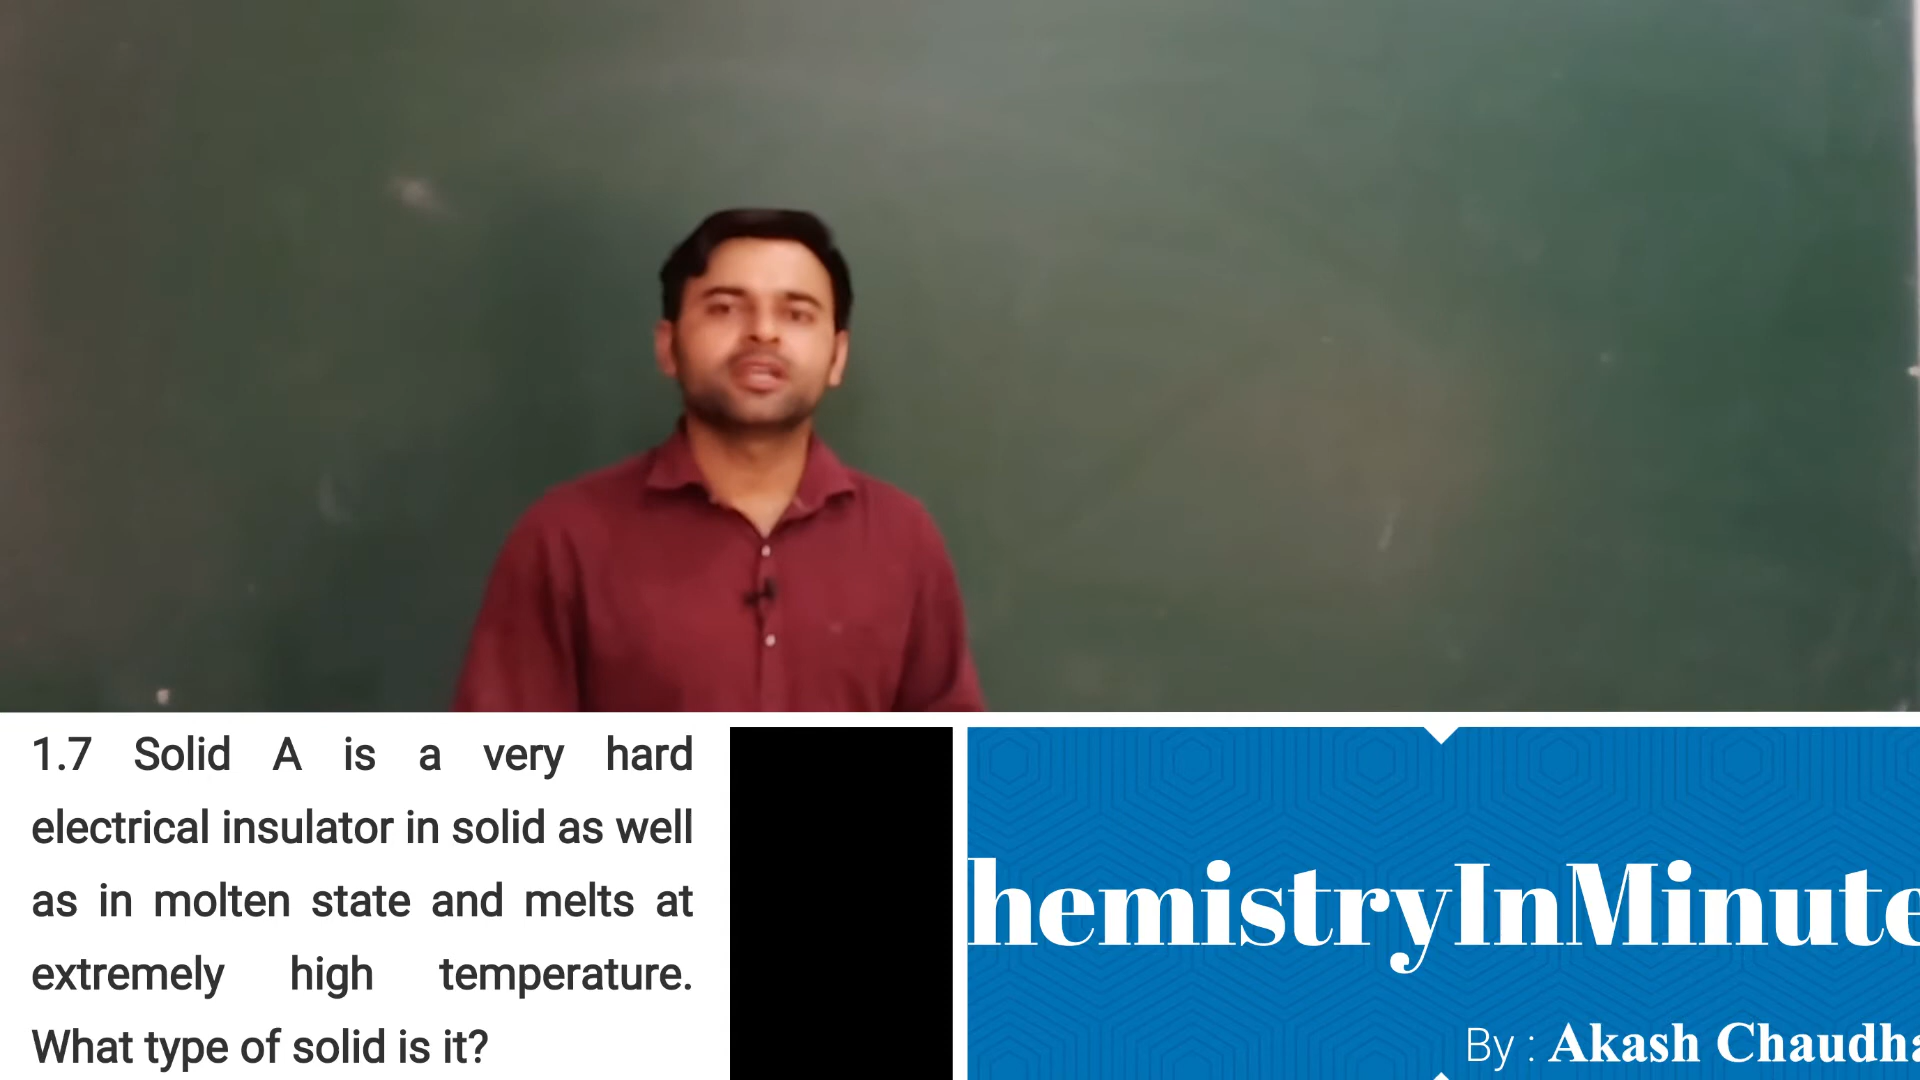 1.7 Solid A is a very hard
electrical insulator in solid as well
as in molten state and melts at
extremely high temperature.
What type of solid is it?
hemistryInMinute
By : Akash Chaudha